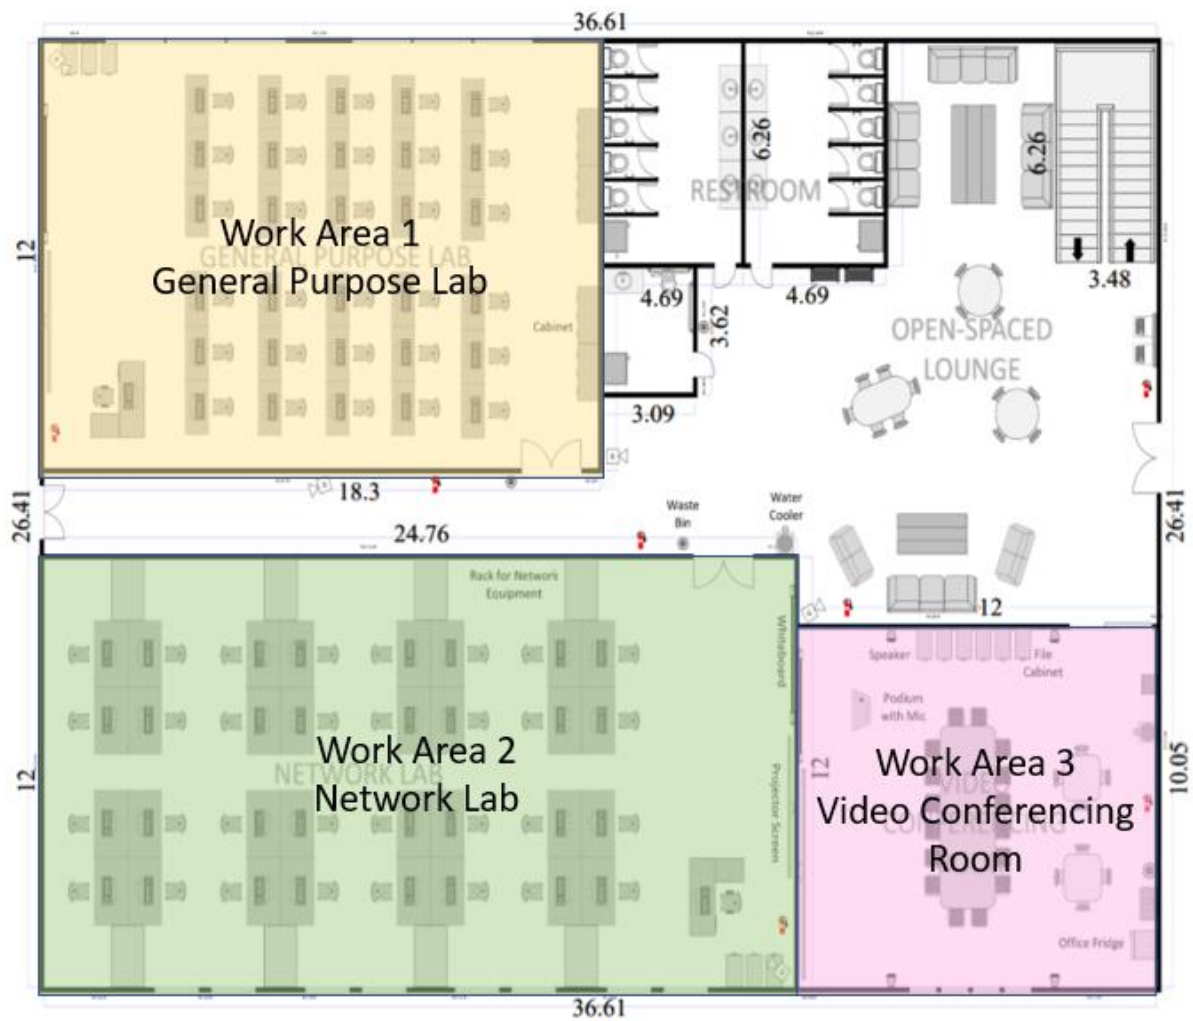 36.61
Work Area 1
GENERAL PURPOSE LAB
General Purpose Lab
Cabinet
12
6.26
RESTROOM
6.26
4.69
4.69
3.62
3.09
3.48
OPEN-SPACED
LOUNGE
18.3
26.41
24.76
Waste
Bin
Water
Cooler
26.41
12
Rack for Network
Equipment
Whiteboard
Work Area 2
NETWORK LAB
Network Lab
Projector Screen
12
Speaker
File
Cabinet
Podium
with Mic
12
Work Area 3
VIDEO
Video Conferencing
CONFERENCING
Room
Office Fridge
10.05
36.61